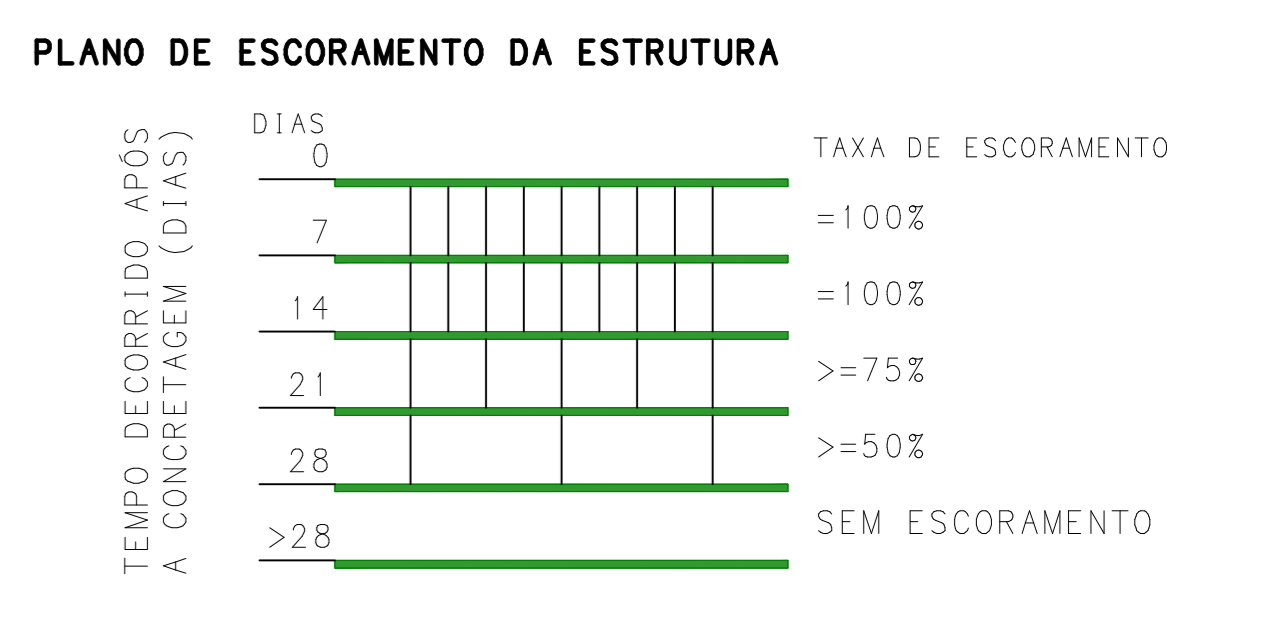 PLANO DE ESCORAMENTO DA ESTRUTURA
TEMPO DECORRIDO APÓS
A CONCRETAGEM (DIAS)
DIAS
0
TAXA DE ESCORAMENTO
7
=100%
14
=100%
21
>=75%
28
>=50%
>28
SEM ESCORAMENTO